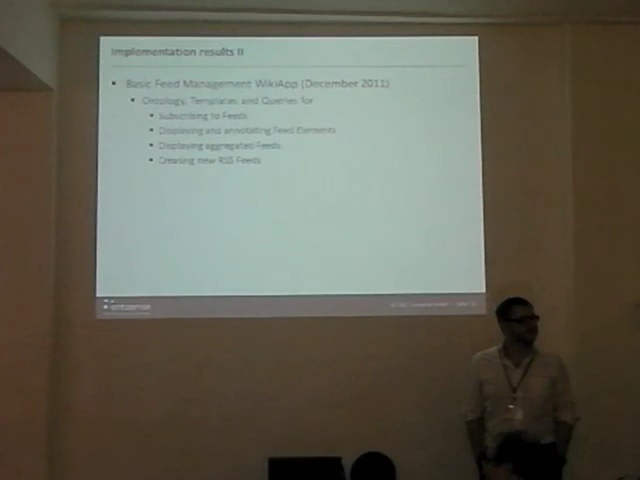 Implementation results II
Basic Feed Management WikiApp (December 2011)
Ontology, Templates and Queries for
Subscribing to Feeds
Displaying and annotating Feed Elements
Displaying aggregated Feeds
Creating new RSS Feeds